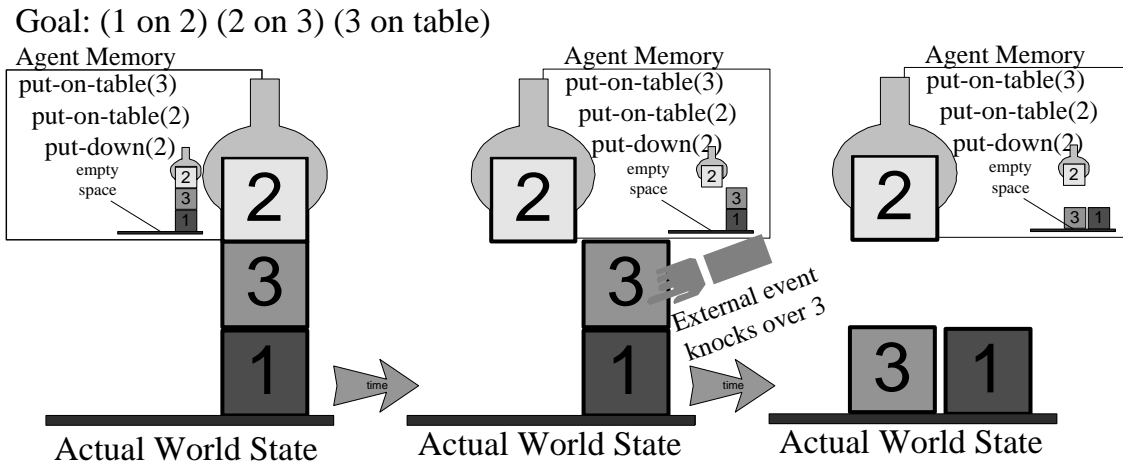 Goal: (1 on 2) (2 on 3) (3 on table)
Agent Memory
put-on-table(3)
put-on-table(2)
put-down(2)
empty
space
2
3
1
2
3
1
Actual World State
time
Agent Memory
put-on-table(3)
put-on-table(2)
put-down(2)
empty
space
2
3
1
2
3
1
External event
knocks over 3
Actual World State
time
Agent Memory
put-on-table(3)
put-on-table(2)
put-down(2)
empty
space
2
3 1
2
3 1
Actual World State